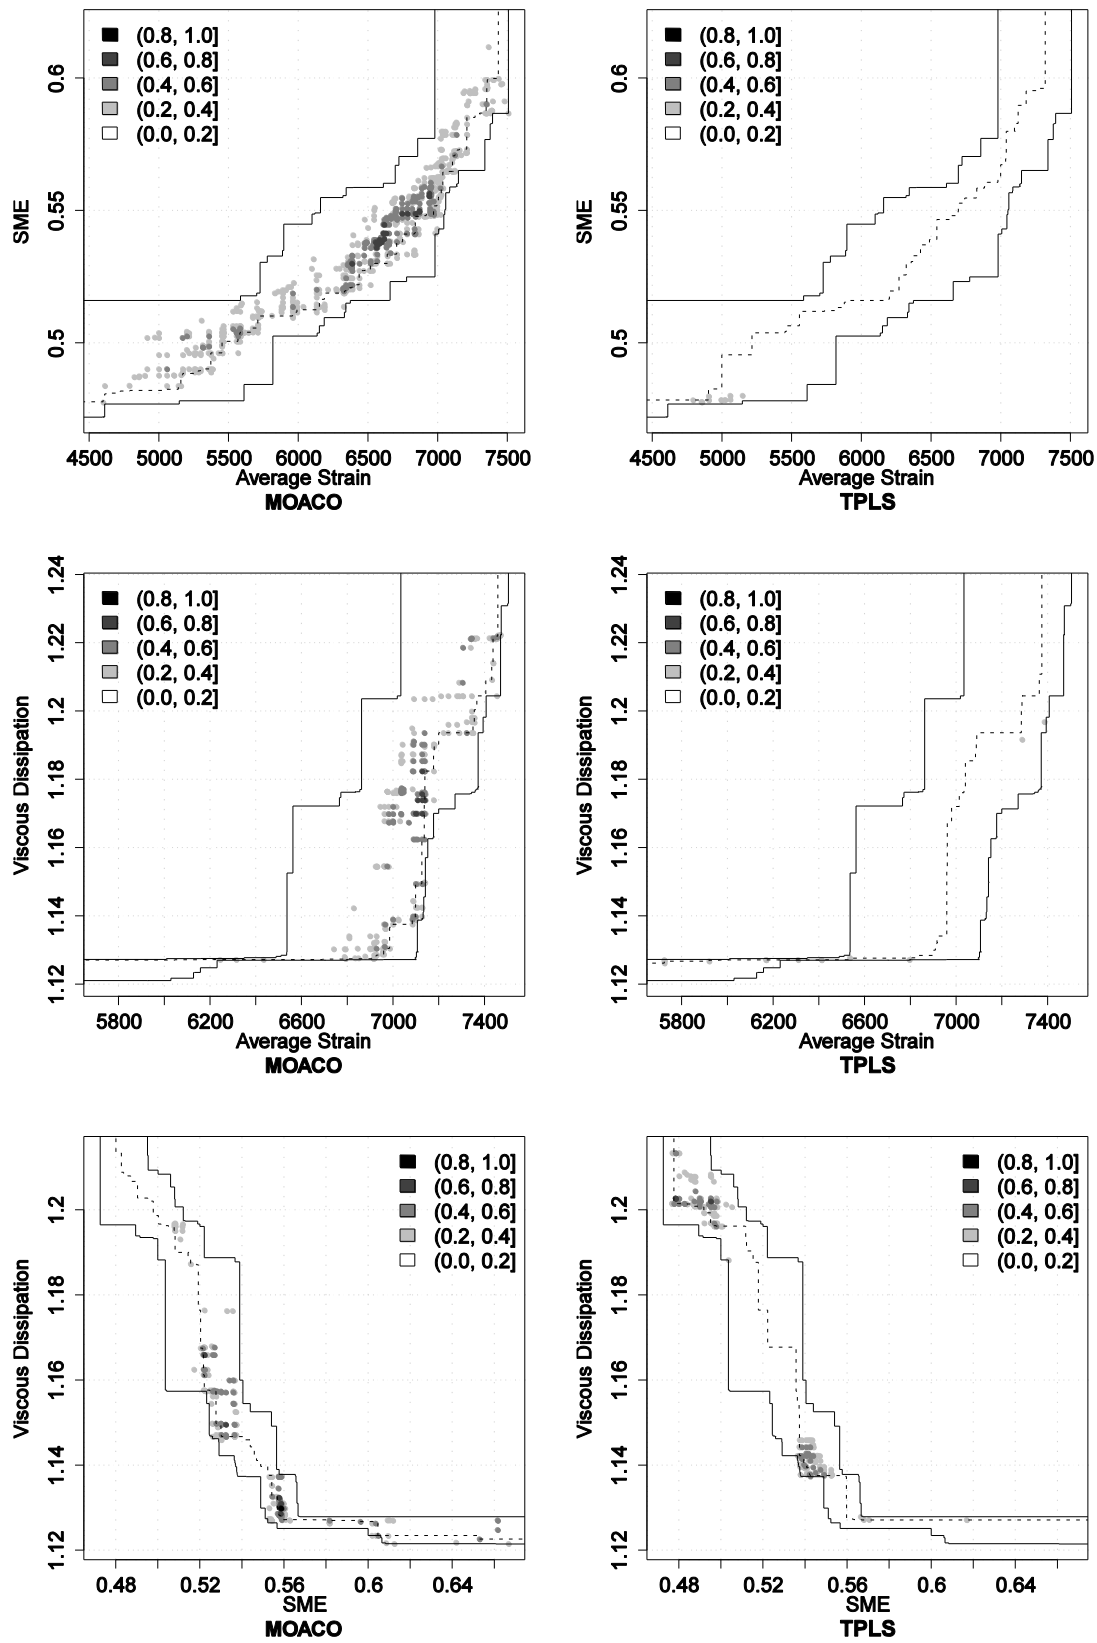 (0.8, 1.0]
(0.6, 0.8]
(0.4, 0.6]
(0.2, 0.4]
(0.0, 0.2]
SME
0.6
0.55
0.5
4500 5000 5500 6000 6500 7000 7500
Average Strain
MOACO
(0.8, 1.0]
(0.6, 0.8]
(0.4, 0.6]
(0.2, 0.4]
(0.0, 0.2]
SME
0.6
0.55
0.5
4500 5000 5500 6000 6500 7000 7500
Average Strain
TPLS
(0.8, 1.0]
(0.6, 0.8]
(0.4, 0.6]
(0.2, 0.4]
(0.0, 0.2]
Viscous Dissipation
1.24
1.22
1.2
1.18
1.16
1.14
1.12
5800 6200 6600 7000 7400
Average Strain
MOACO
(0.8, 1.0]
(0.6, 0.8]
(0.4, 0.6]
(0.2, 0.4]
(0.0, 0.2]
Viscous Dissipation
1.24
1.22
1.2
1.18
1.16
1.14
1.12
5800 6200 6600 7000 7400
Average Strain
TPLS
(0.8, 1.0]
(0.6, 0.8]
(0.4, 0.6]
(0.2, 0.4]
(0.0, 0.2]
Viscous Dissipation
1.2
1.18
1.16
1.14
1.12
0.48 0.52 0.56 0.6 0.64
SME
MOACO
(0.8, 1.0]
(0.6, 0.8]
(0.4, 0.6]
(0.2, 0.4]
(0.0, 0.2]
Viscous Dissipation
1.2
1.18
1.16
1.14
1.12
0.48 0.52 0.56 0.6 0.64
SME
TPLS